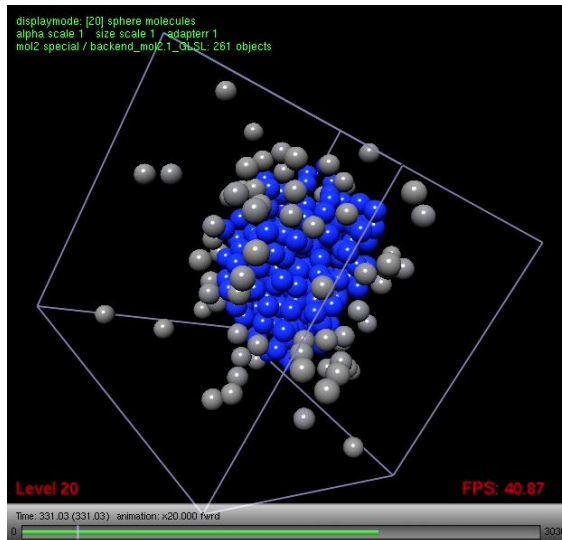 displaymode: [20] sphere molecules
alpha scale 1 size scale 1 adapterr 1
mol2 special / backend_mol2.1_GLSL: 261 objects
Level 20
FPS: 40.87
Time: 331.03 (331.03) animation: x20.000 fwrd
0
3030